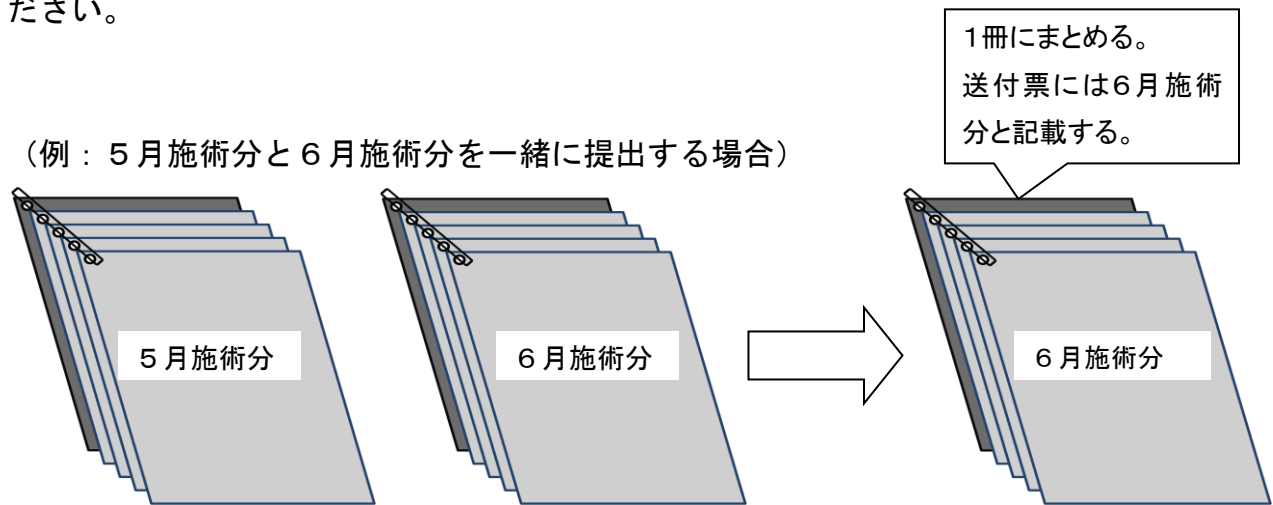 ださい。
１冊にまとめる。
送付票には６月施術
分と記載する。
（例：５月施術分と６月施術分を一緒に提出する場合）
５月施術分
６月施術分
６月施術分